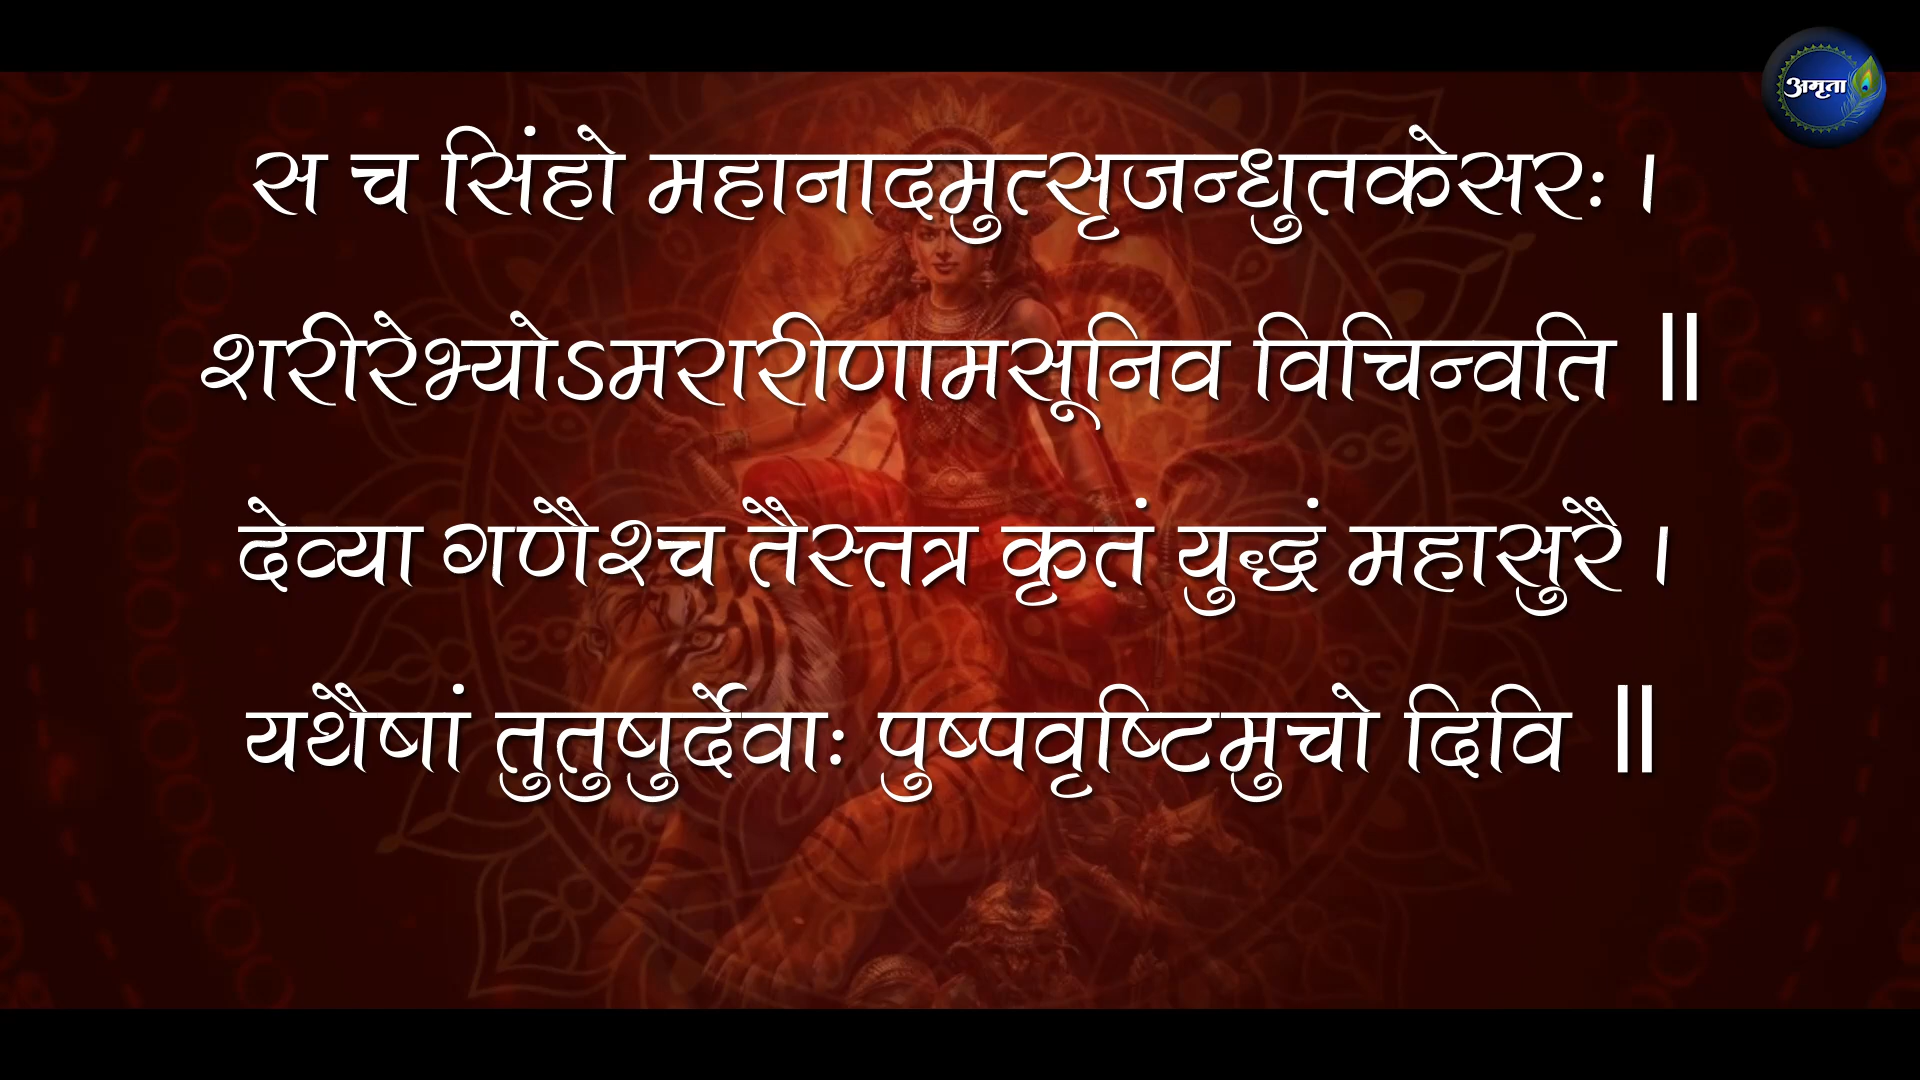 अमृता
स च सिंहो महानादमुत्सृजन्धुतकेसरः ।
शरीरेभ्योऽमरारीणामसूनिव विचिन्वति ॥
देव्या गणैश्च तैस्तत्र कृतं युद्धं महासुरै ।
यथैषां तुतुषुर्देवाः पुष्पवृष्टिमुचो दिवि ॥